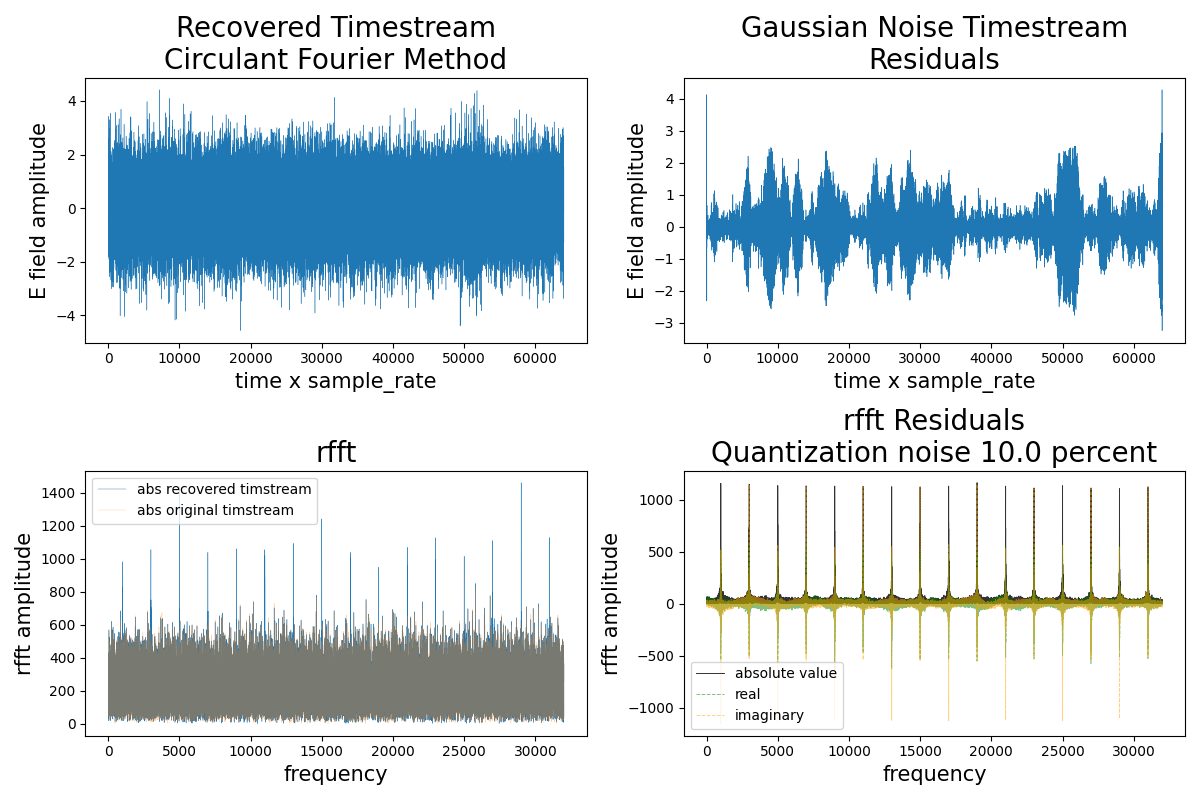 Recovered Timestream
Circulant Fourier Method
4
2
0
−2
−4
E field amplitude
0 10000 20000 30000 40000 50000 60000
time x sample_rate
Gaussian Noise Timestream
Residuals
4
3
2
1
0
−1
−2
−3
E field amplitude
0 10000 20000 30000 40000 50000 60000
time x sample_rate
rfft
abs recovered timstream
abs original timstream
1400
1200
1000
800
600
400
200
0
rfft amplitude
0 5000 10000 15000 20000 25000 30000
frequency
rfft Residuals
Quantization noise 10.0 percent
1000
500
0
−500
−1000
rfft amplitude
absolute value
real
imaginary
0 5000 10000 15000 20000 25000 30000
frequency